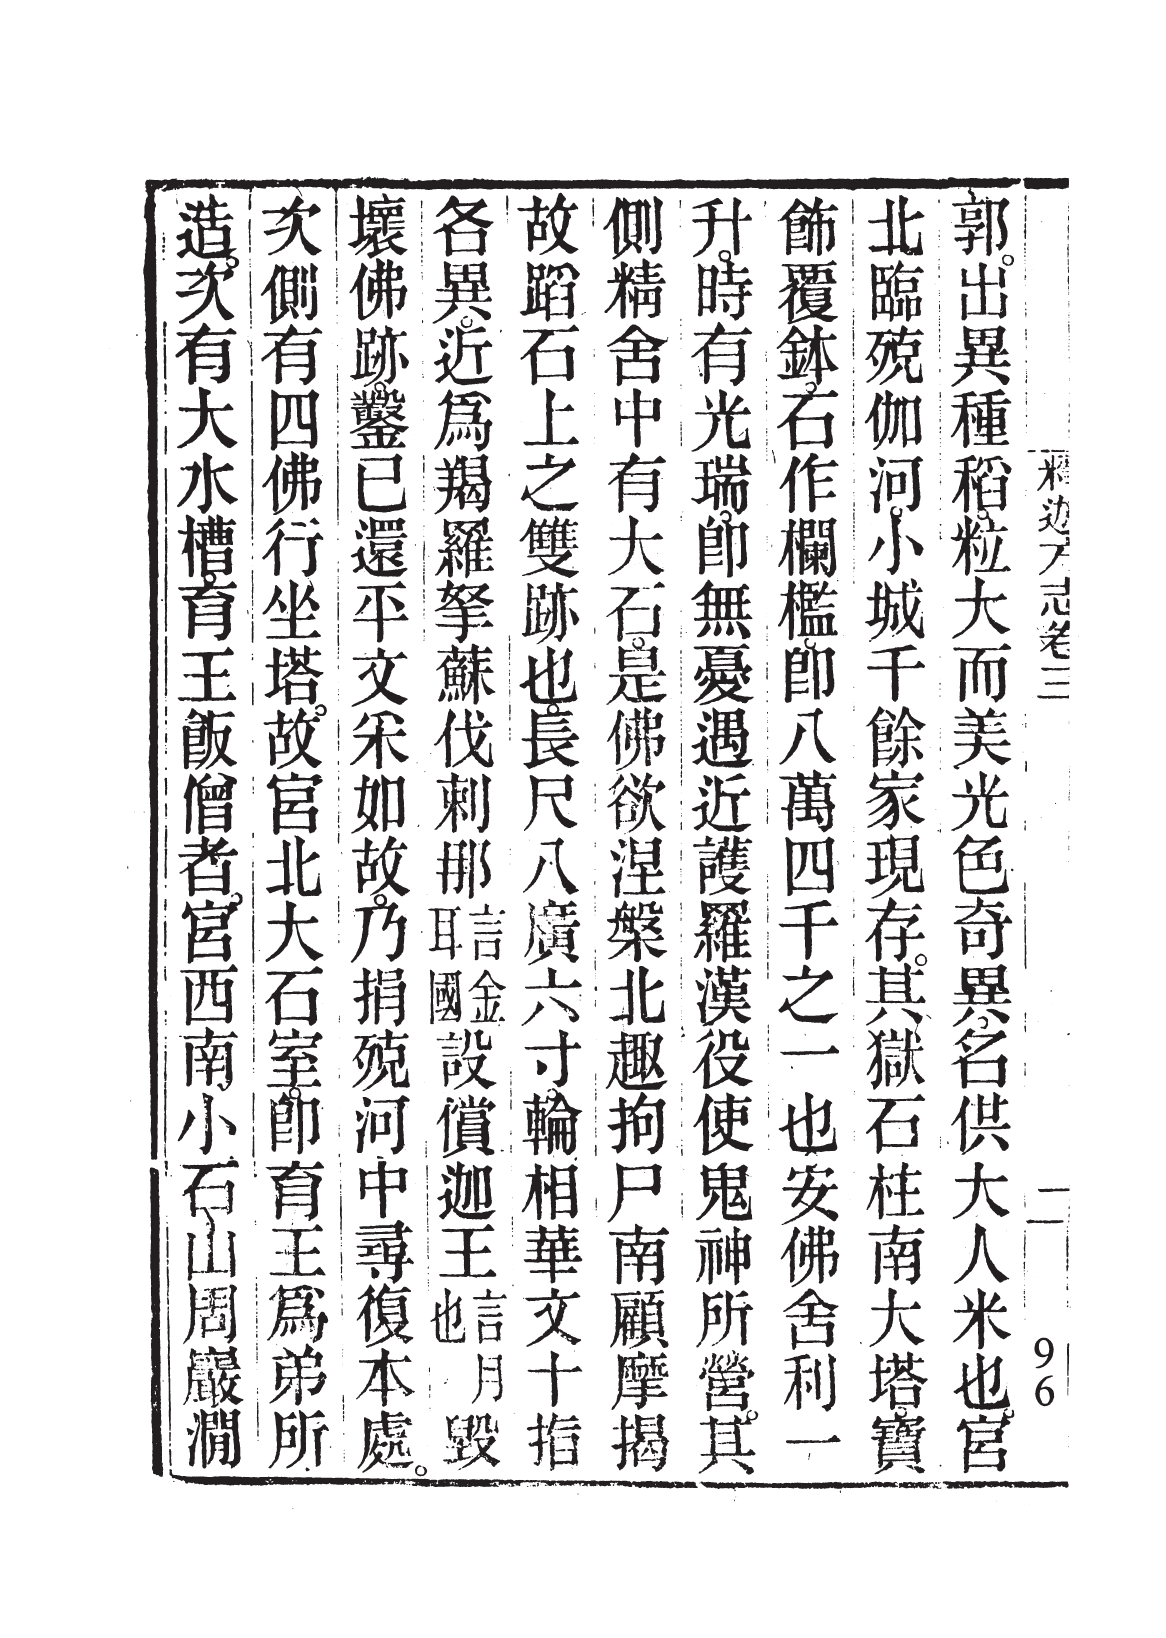 釋迦方志卷三
二
96
郭。出異種稻。粒大而美光色奇異。名供大人米也。宮
北臨殑伽河。小城千餘家現存。其獄石柱南大塔。寶
飾覆鉢。石作欄檻。卽八萬四千之一也安佛舍利一
升。時有光瑞。卽無憂遇近護羅漢役使鬼神所營。其
側精舍中有大石。是佛欲涅槃北趣拘尸南顧摩揭
故蹈石上之雙跡也。長尺八廣六寸。輪相華文十指
各異。近爲羯羅拏蘇伐刺那言金耳國設償迦王言月也毀
壞佛跡。鑿已還平文采如故。乃捐殑河中尋復本處。
次側有四佛行坐塔。故宮北大石室。卽育王爲弟所
造。次有大水槽。育王飯僧者。宮西南小石山周巖澗